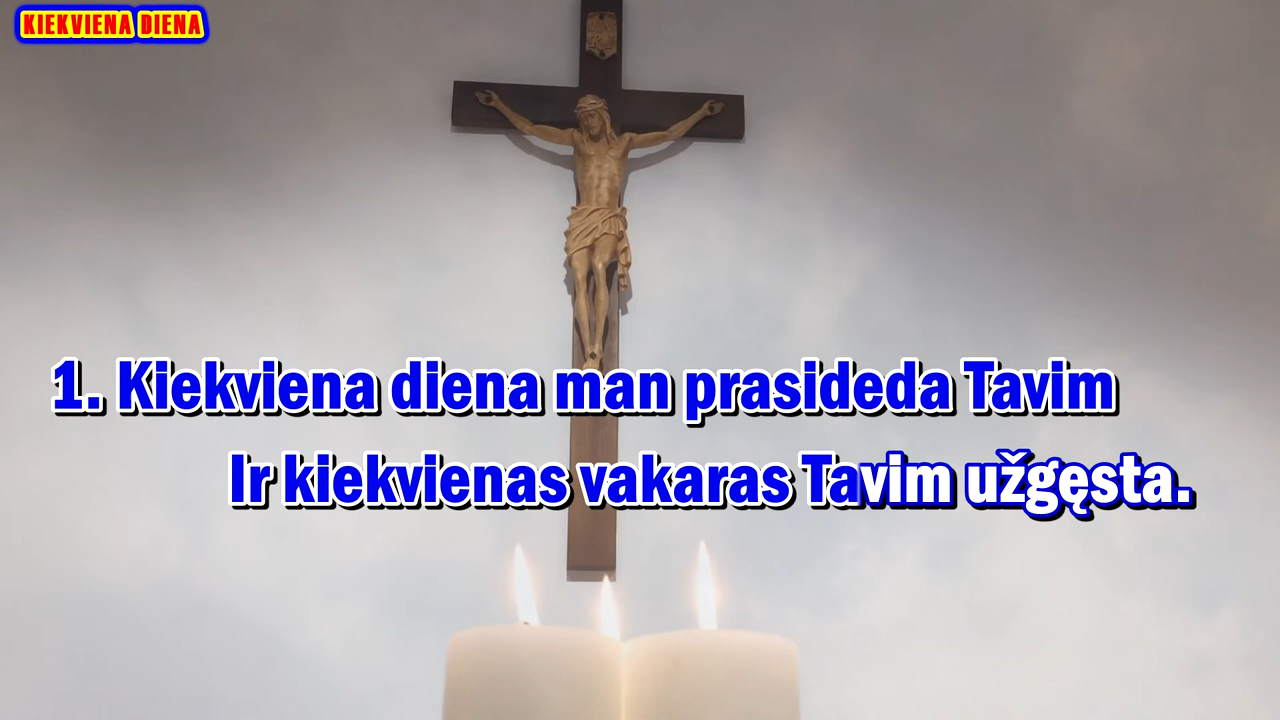 KIEKVIENA DIENA
1. Kiekviena diena man prasideda Tavim
Ir kiekvienas vakaras Tavim užgęsta.